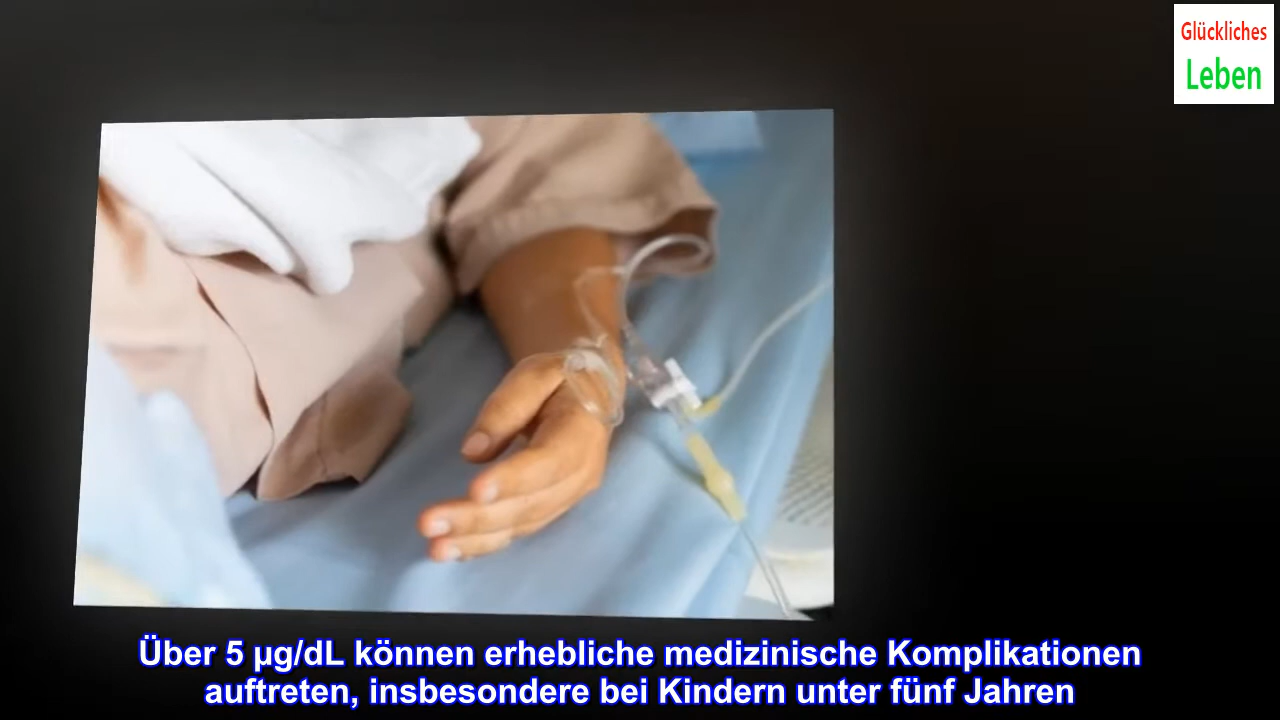 Glückliches
Leben
Über 5 µg/dL können erhebliche medizinische Komplikationen
auftreten, insbesondere bei Kindern unter fünf Jahren